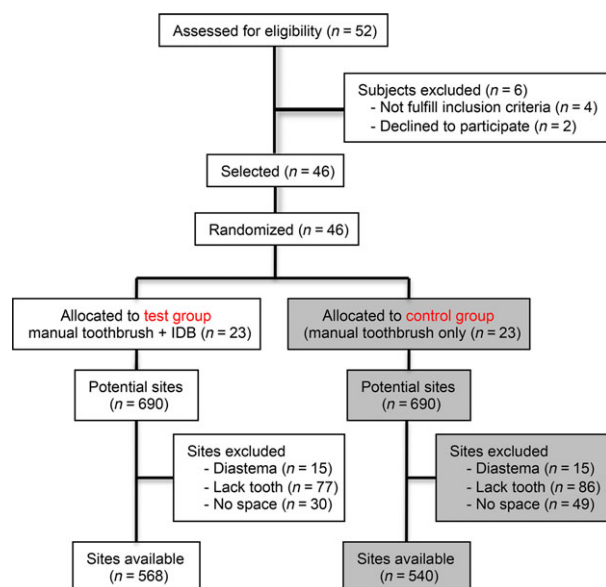 Assessed for eligibility (n = 52)
Subjects excluded (n = 6)
- Not fulfill inclusion criteria (n = 4)
- Declined to participate (n = 2)
Selected (n = 46)
Randomized (n = 46)
Allocated to test group
manual toothbrush + IDB (n = 23)
Allocated to control group
(manual toothbrush only (n = 23)
Potential sites
(n = 690)
Potential sites
(n = 690)
Sites excluded
- Diastema (n = 15)
- Lack tooth (n = 77)
- No space (n = 30)
Sites excluded
- Diastema (n = 15)
- Lack tooth (n = 86)
- No space (n = 49)
Sites available
(n = 568)
Sites available
(n = 540)